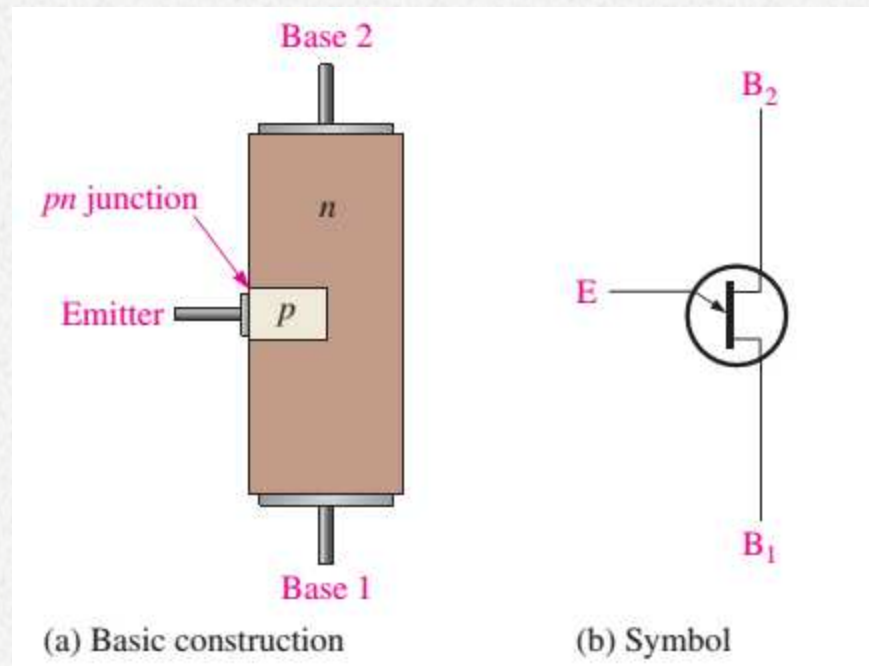 Base 2
B2
pn junction
n
E
Emitter
p
B1
Base 1
(a) Basic construction
(b) Symbol